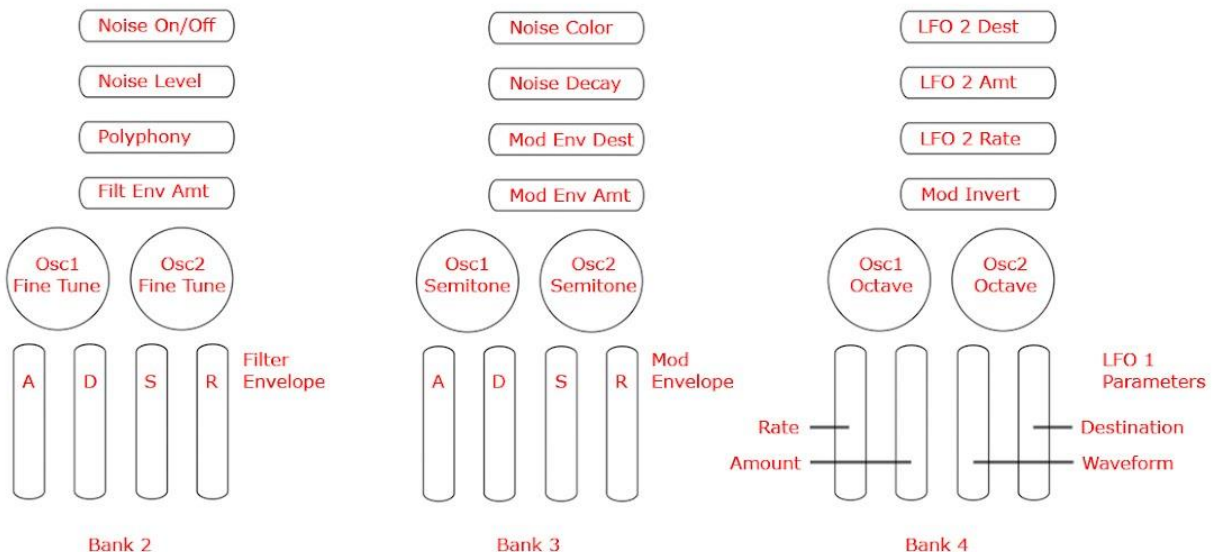 Noise On/Off
Noise Level
Polyphony
Filt Env Amt
Osc1
Fine Tune
Osc2
Fine Tune
A D S R
Filter
Envelope
Bank 2
Noise Color
Noise Decay
Mod Env Dest
Mod Env Amt
Osc1
Semitone
Osc2
Semitone
A D S R
Mod
Envelope
Bank 3
LFO 2 Dest
LFO 2 Amt
LFO 2 Rate
Mod Invert
Osc1
Octave
Osc2
Octave
LFO 1
Parameters
Rate
Destination
Amount
Waveform
Bank 4